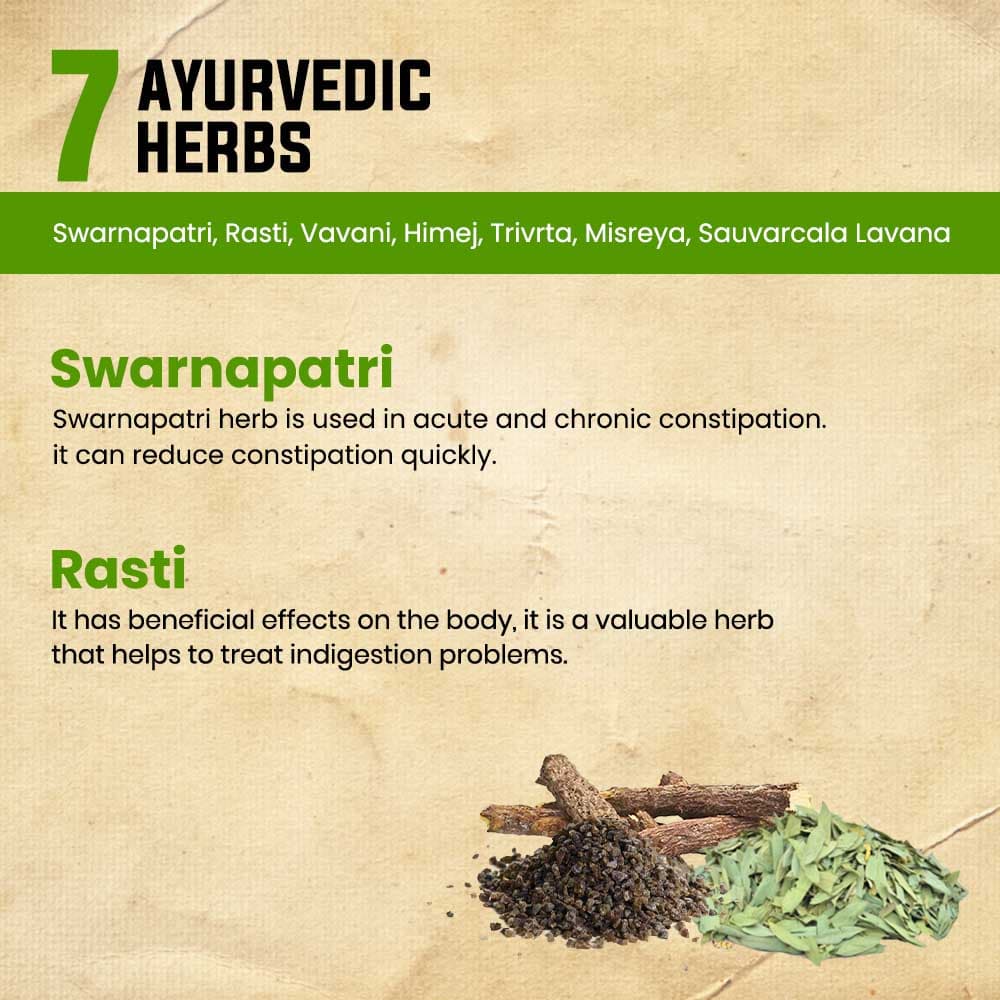 7 AYURVEDIC
HERBS
Swarnapatri, Rasti, Vavani, Himej, Trivrta, Misreya, Sauvarcala Lavana
Swarnapatri
Swarnapatri herb is used in acute and chronic constipation.
it can reduce constipation quickly.
Rasti
It has beneficial effects on the body, it is a valuable herb
that helps to treat indigestion problems.